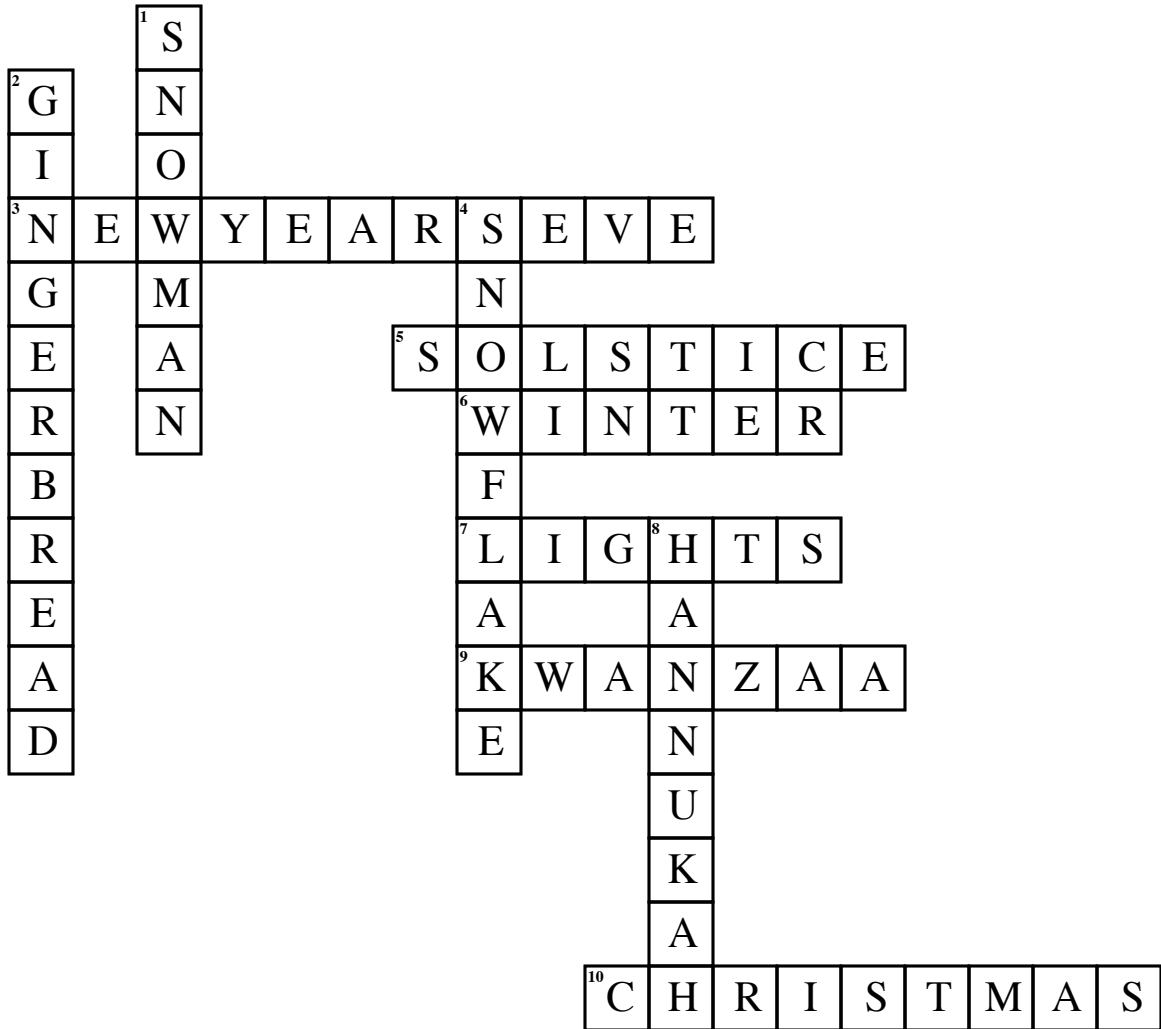 1 S
2 G N
I O
3 N E W Y E A R 4 S E V E
G M N
E A 5 S O L S T I C E
R N 6 W I N T E R
B F
R 7 L I G 8 H T S
E A A
A 9 K W A N Z A A
D E N
U
K
A
10 C H R I S T M A S